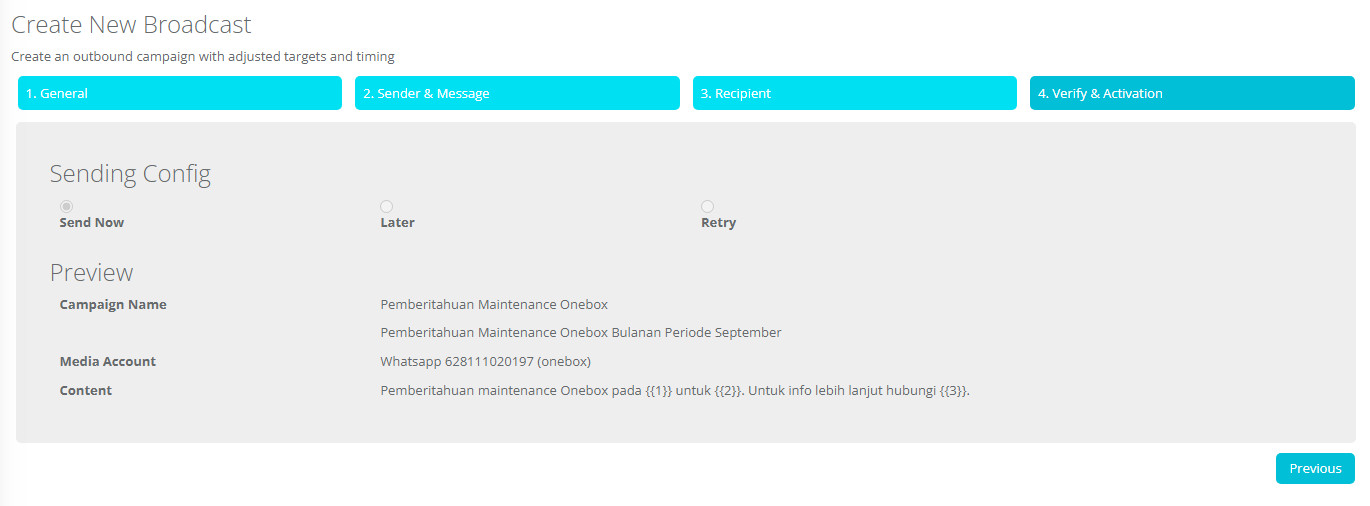 Create New Broadcast
Create an outbound campaign with adjusted targets and timing
1. General
2. Sender & Message
3. Recipient
4. Verify & Activation
Sending Config
Send Now
Later
Retry
Preview
Campaign Name
Pemberitahuan Maintenance Onebox
Pemberitahuan Maintenance Onebox Bulanan Periode September
Media Account
Whatsapp 628111020197 (onebox)
Content
Pemberitahuan maintenance Onebox pada {{1}} untuk {{2}}. Untuk info lebih lanjut hubungi {{3}}.
Previous